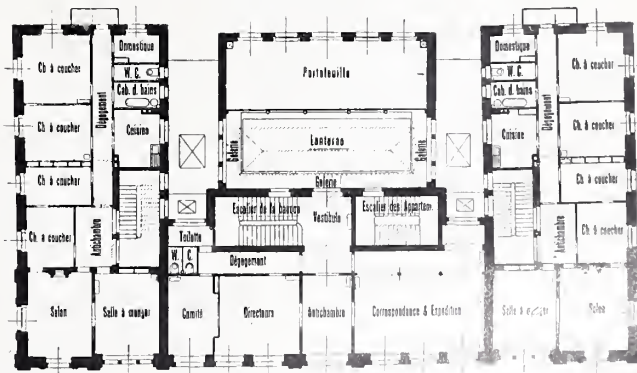 Domestique
Domestique
Ch. à coucher
W. C.
Portefeuille
W. C.
Ch. à coucher
Cab. d. bains
Cab. d. bains
Dégagement
Dégagement
Ch. à coucher
Cuisine
Galerie
Lanterne
Galerie
Cuisine
Ch. à coucher
Ch. à coucher
Galerie
Ch. à coucher
Escalier de la banque
Vestibule
Escalier des Appartem.
Ch. à coucher
Antichambre
Toilette
Antichambre
Ch. à coucher
W. C.
Dégagement
Salon
Salle à manger
Comité
Directeurs
Antichambre
Correspondance & Expédition
Salle à manger
Salon